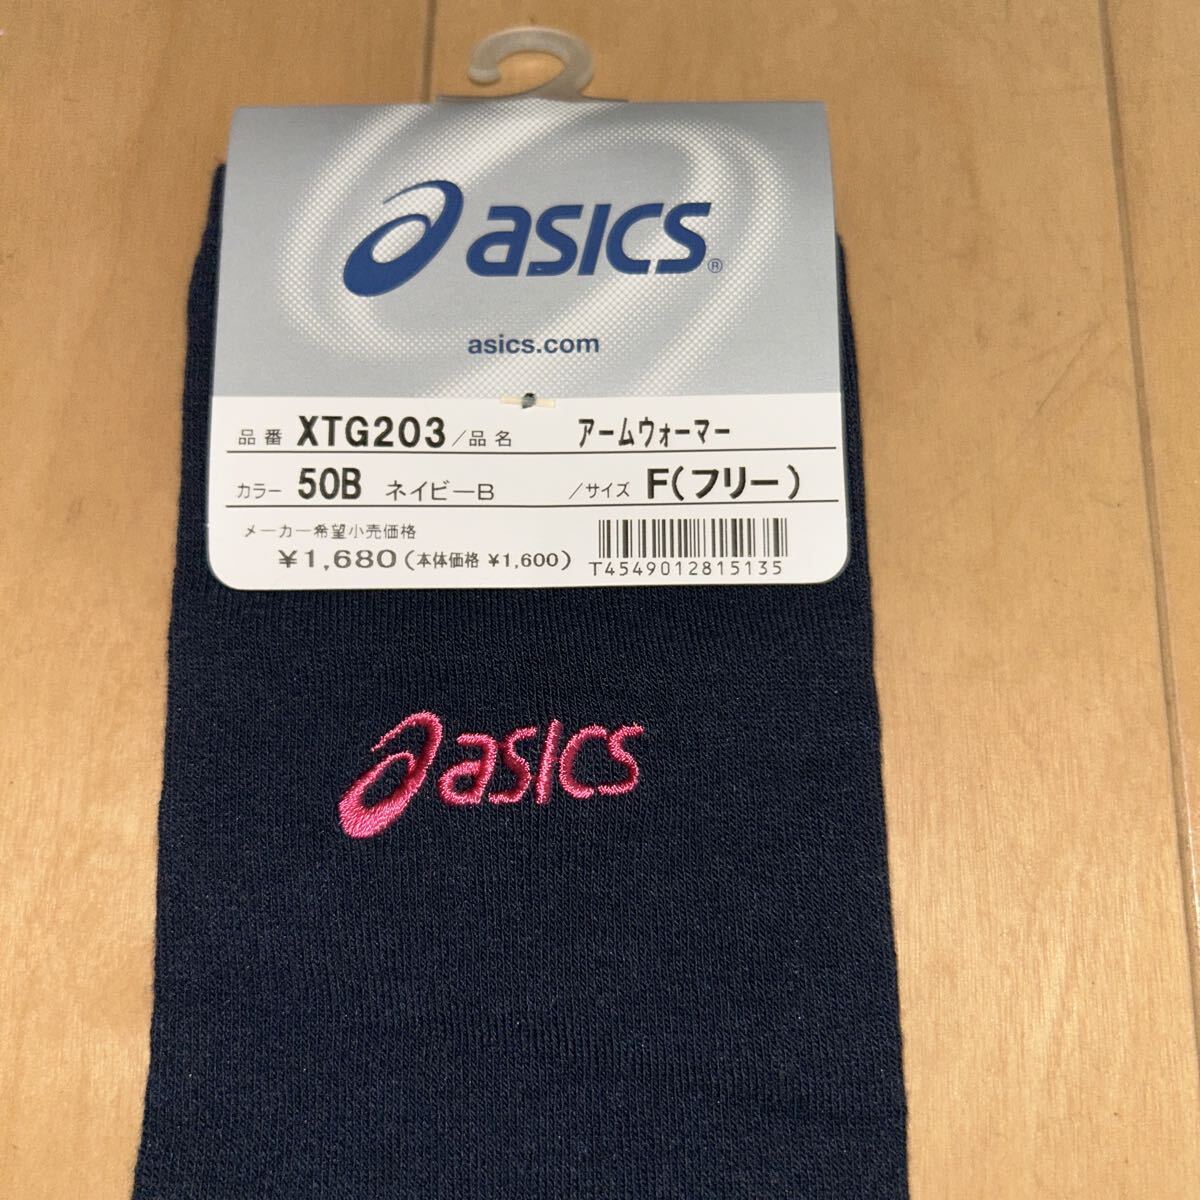 asics®
asics.com
品番 XTG203 /品名 アームウォーマー
カラー 50B ネイビーB /サイズ F(フリー)
メーカー希望小売価格
¥1,680(本体価格 ¥1,600)
T4549012815135
asics